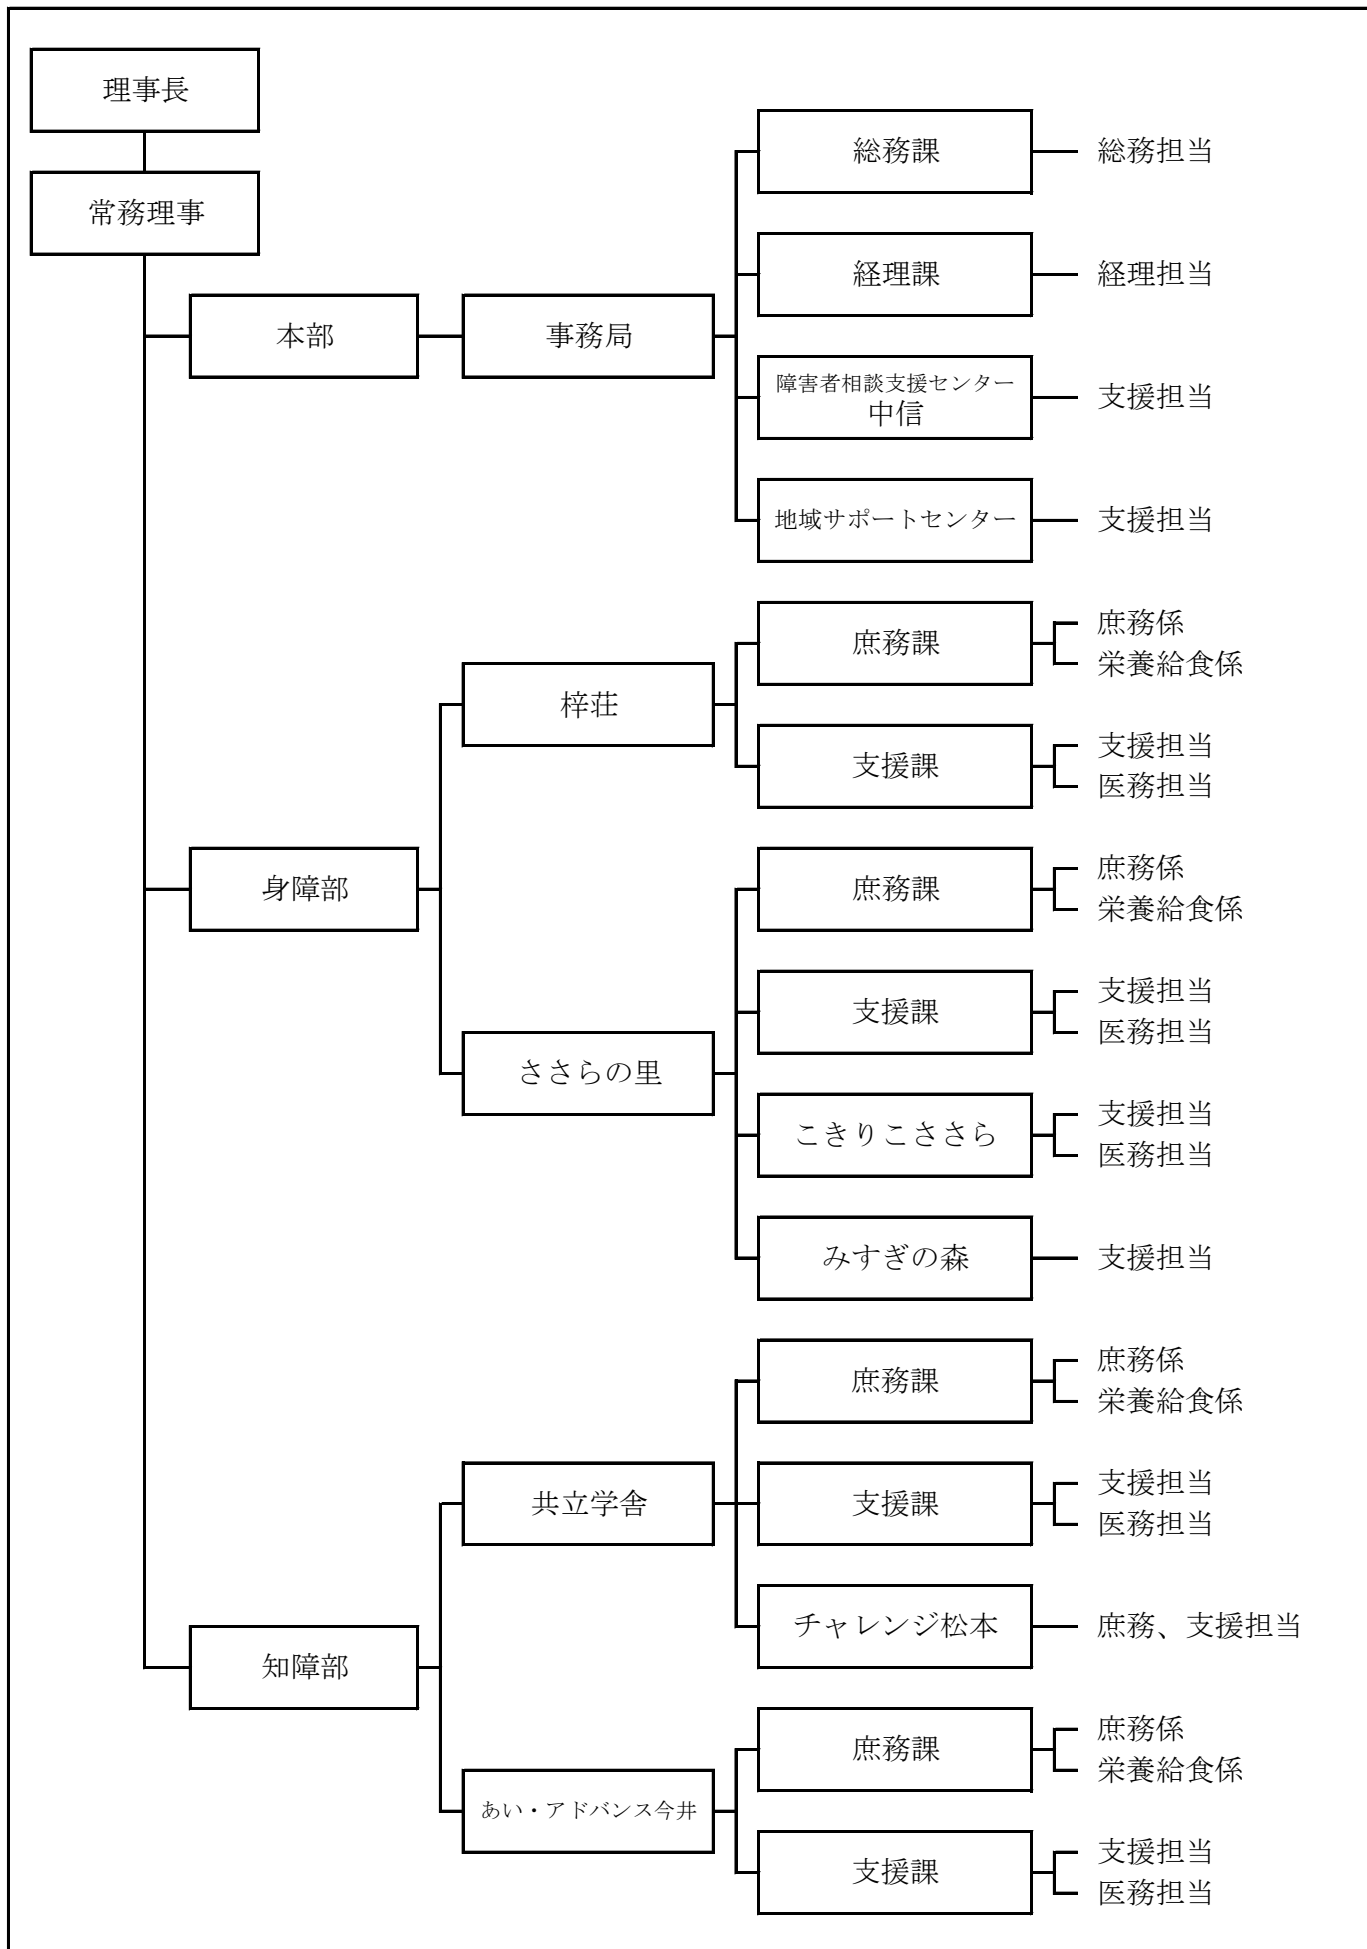 理事長
常務理事
総務課
総務担当
経理課
経理担当
本部
事務局
障害者相談支援センター
中信
支援担当
地域サポートセンター
支援担当
庶務課
庶務係
栄養給食係
梓荘
支援課
支援担当
医務担当
身障部
庶務課
庶務係
栄養給食係
支援課
支援担当
医務担当
ささらの里
こきりこささら
支援担当
医務担当
みすぎの森
支援担当
庶務課
庶務係
栄養給食係
共立学舎
支援課
支援担当
医務担当
チャレンジ松本
庶務、支援担当
知障部
庶務課
庶務係
栄養給食係
あい・アドバンス今井
支援課
支援担当
医務担当